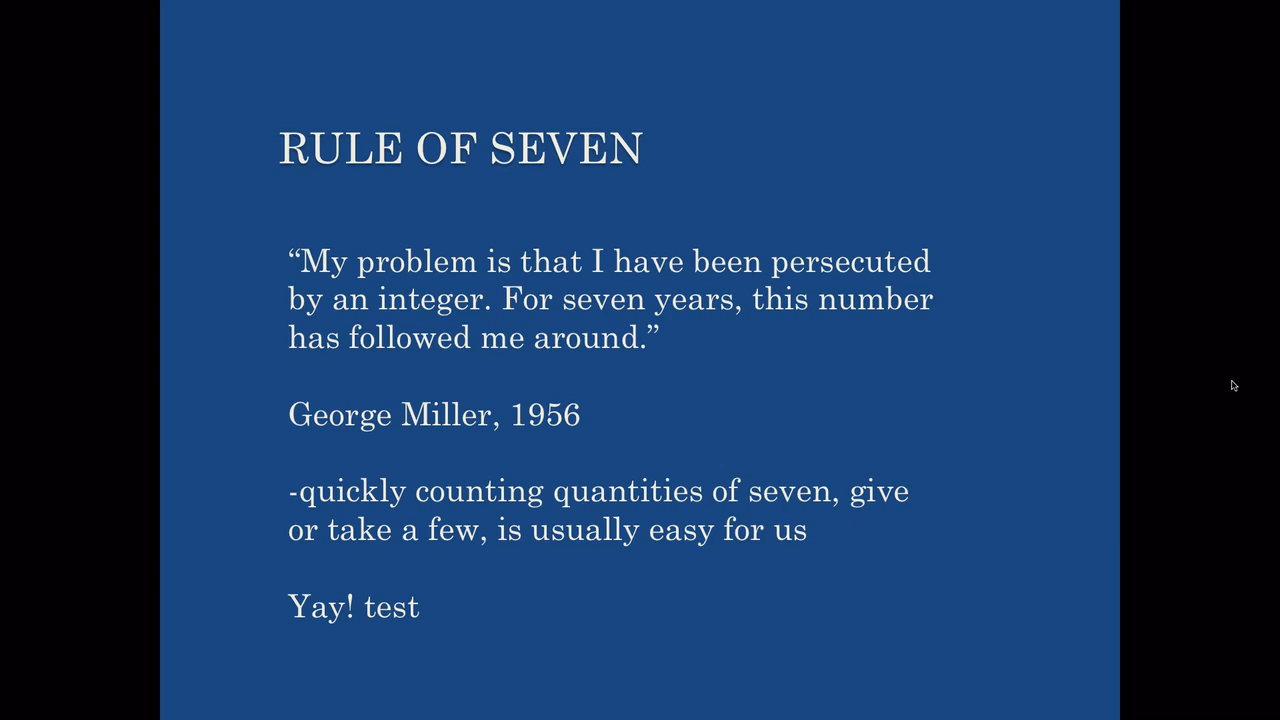 RULE OF SEVEN
“My problem is that I have been persecuted
by an integer. For seven years, this number
has followed me around.”
George Miller, 1956
-quickly counting quantities of seven, give
or take a few, is usually easy for us
Yay! test